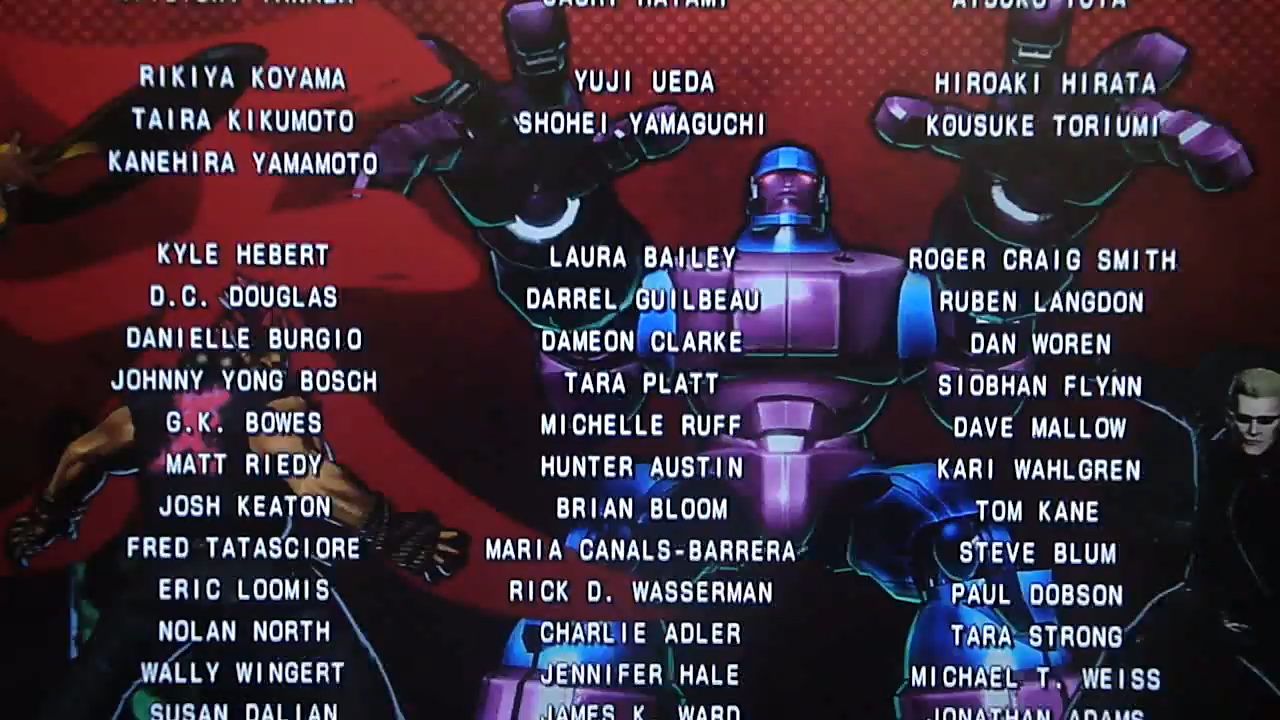 RIKIYA KOYAMA YUJI UEDA HIROAKI HIRATA
TAIRA KIKUMOTO SHOHEI YAMAGUCHI KOUSUKE TORIUMI
KANEHIRA YAMAMOTO
KYLE HEBERT LAURA BAILEY ROGER CRAIG SMITH
D.C. DOUGLAS DARREL GUILBEAU RUBEN LANGDON
DANIELLE BURGIO DAMEON CLARKE DAN WOREN
JOHNNY YONG BOSCH TARA PLATT SIOBHAN FLYNN
G.K. BOWES MICHELLE RUFF DAVE MALLOW
MATT RIEDY HUNTER AUSTIN KARI WAHLGREN
JOSH KEATON BRIAN BLOOM TOM KANE
FRED TATASCIORE MARIA CANALS-BARRERA STEVE BLUM
ERIC LOOMIS RICK D. WASSERMAN PAUL DOBSON
NOLAN NORTH CHARLIE ADLER TARA STRONG
WALLY WINGERT JENNIFER HALE MICHAEL T. WEISS
SUSAN DALIAN JAMES K. WARD JONATHAN ADAMS